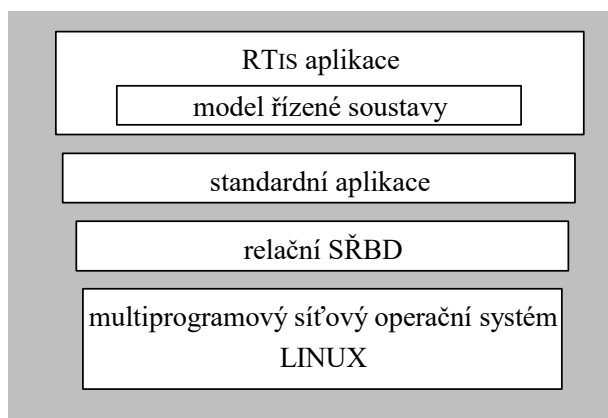 RTIS aplikace
model řízené soustavy
standardní aplikace
relační SŘBD
multiprogramový síťový operační systém
LINUX